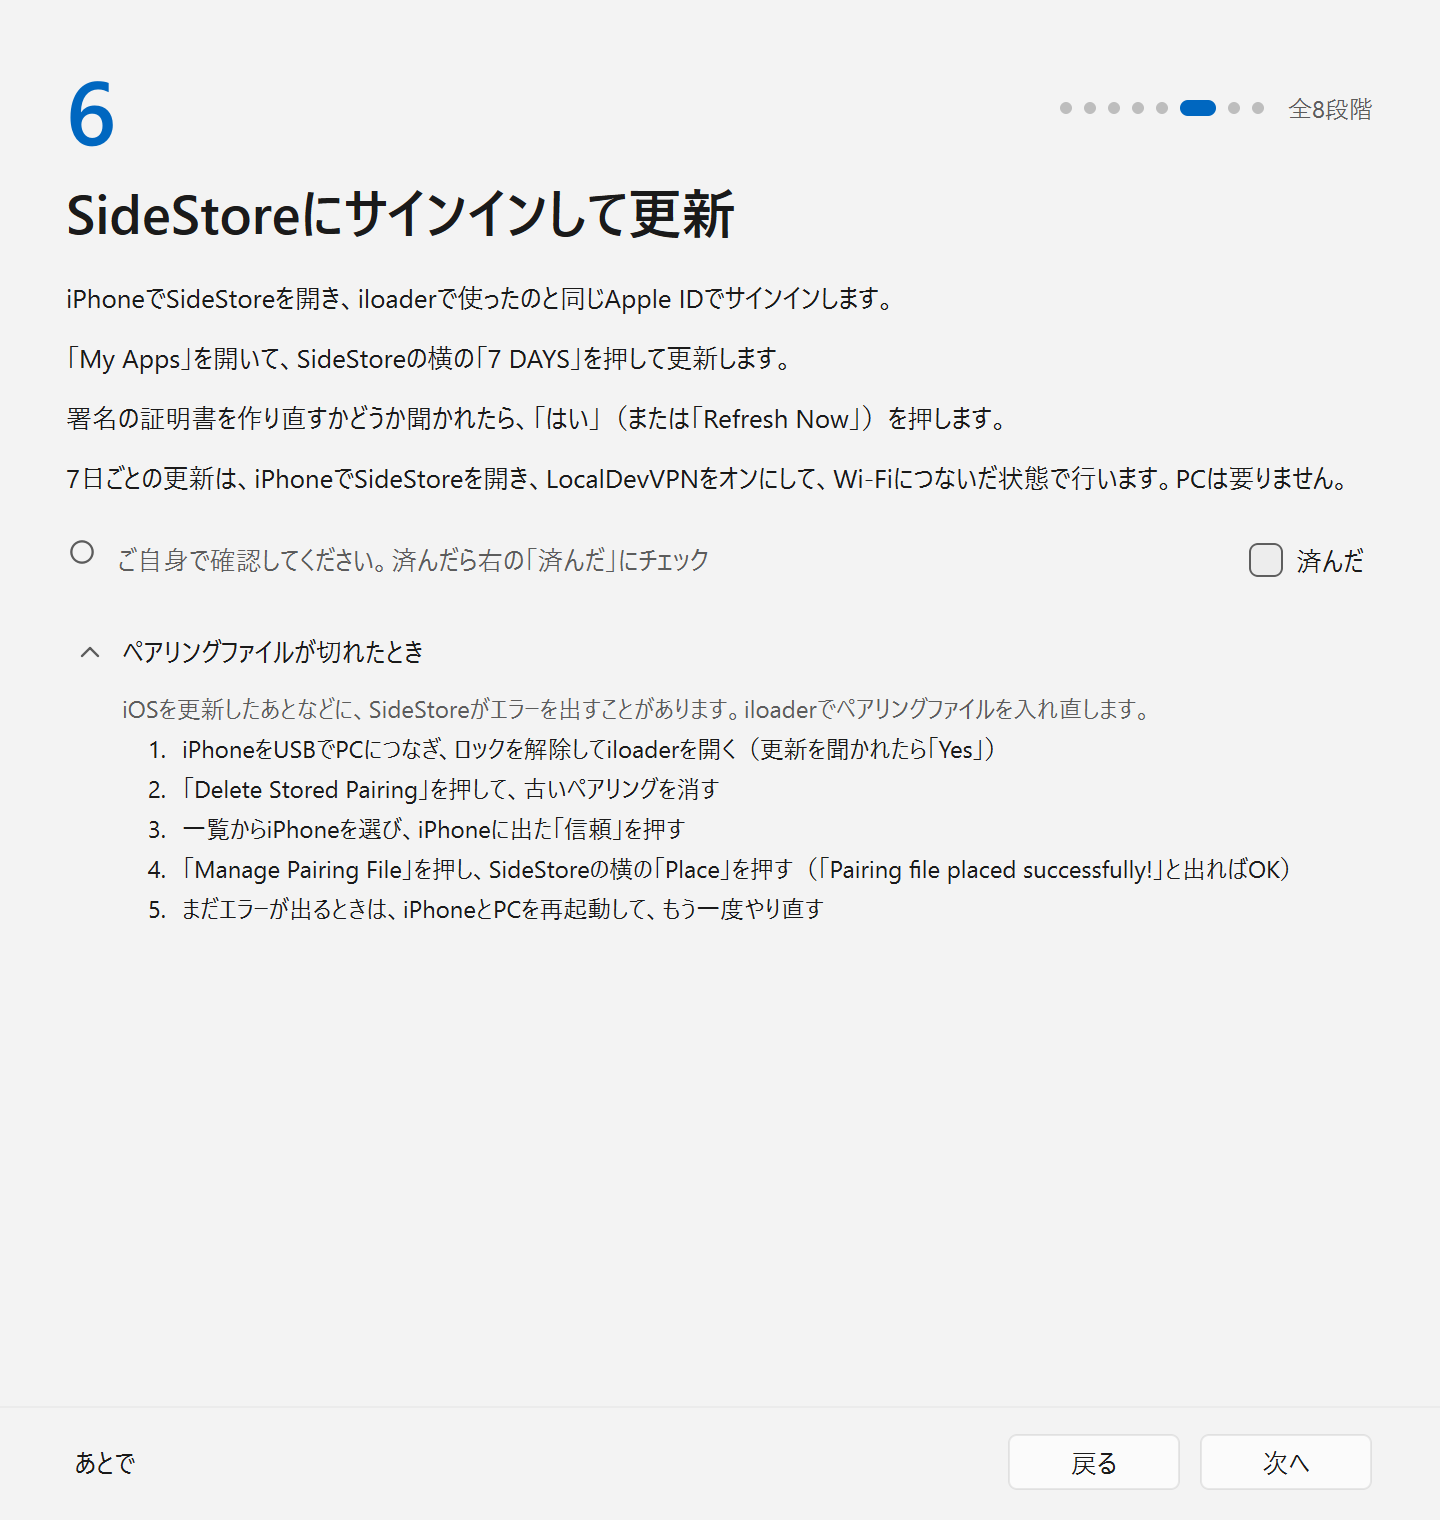 6
全8段階
SideStoreにサインインして更新
iPhoneでSideStoreを開き、iloaderで使ったのと同じApple IDでサインインします。
「My Apps」を開いて、SideStoreの横の「7 DAYS」を押して更新します。
署名の証明書を作り直すかどうか聞かれたら、「はい」（または「Refresh Now」）を押します。
7日ごとの更新は、iPhoneでSideStoreを開き、LocalDevVPNをオンにして、Wi-Fiにつないだ状態で行います。PCは要りません。
ご自身で確認してください。済んだら右の「済んだ」にチェック
済んだ
ペアリングファイルが切れたとき
iOSを更新したあとなどに、SideStoreがエラーを出すことがあります。iloaderでペアリングファイルを入れ直します。
1. iPhoneをUSBでPCにつなぎ、ロックを解除してiloaderを開く（更新を聞かれたら「Yes」）
2. 「Delete Stored Pairing」を押して、古いペアリングを消す
3. 一覧からiPhoneを選び、iPhoneに出た「信頼」を押す
4. 「Manage Pairing File」を押し、SideStoreの横の「Place」を押す（「Pairing file placed successfully!」と出ればOK）
5. まだエラーが出るときは、iPhoneとPCを再起動して、もう一度やり直す
あとで
戻る
次へ